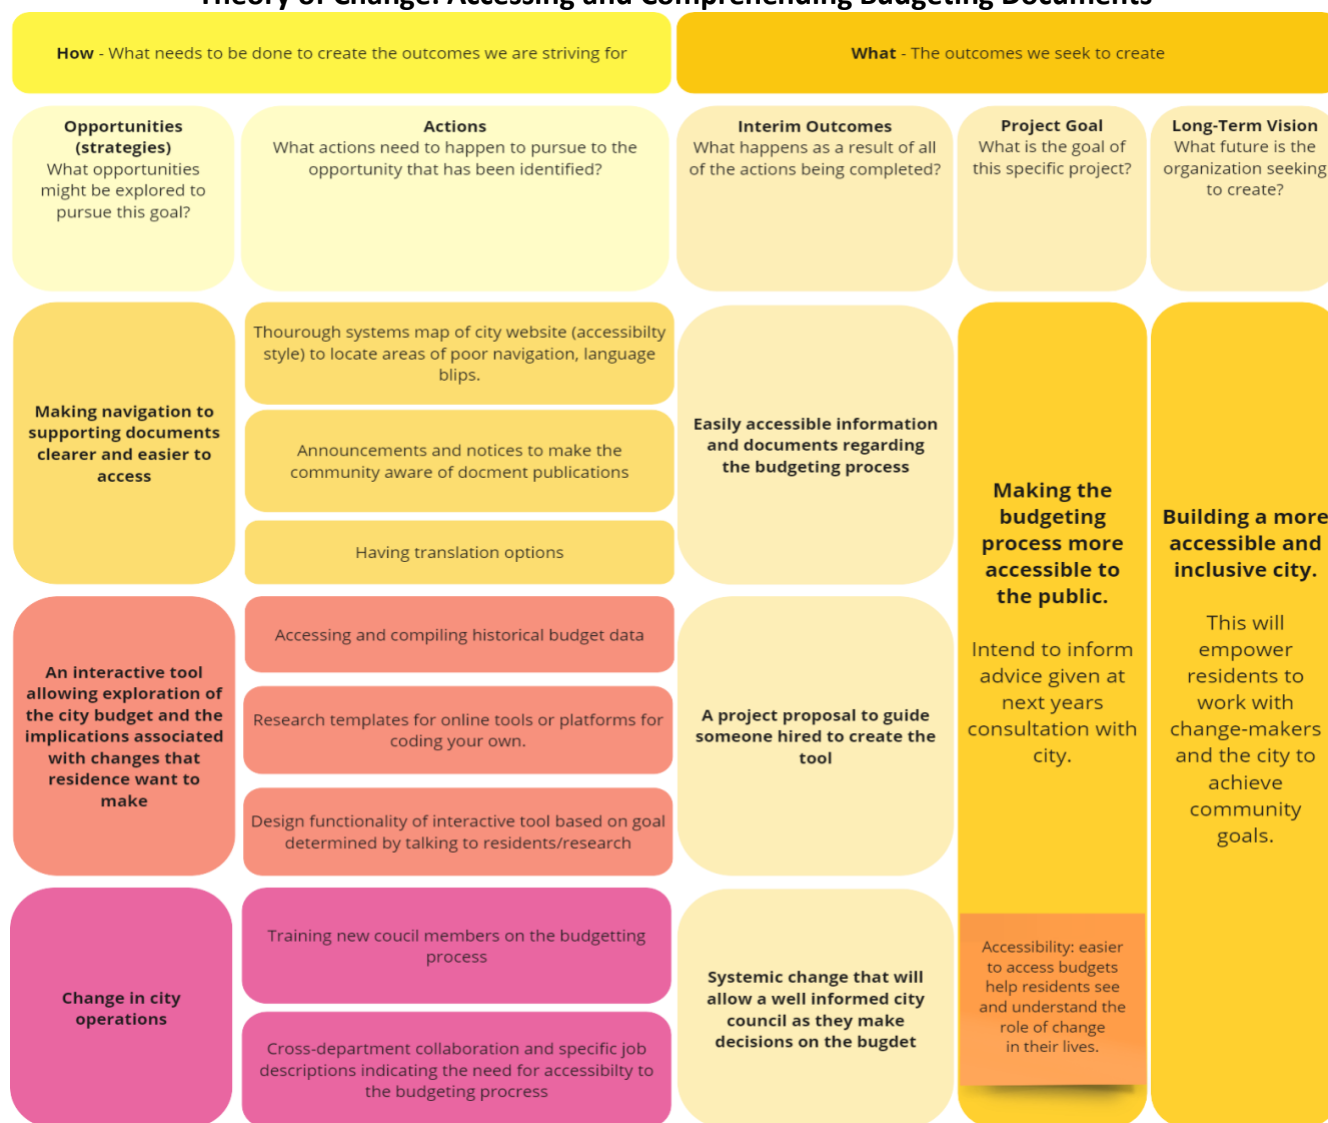 Theory of Change: Accessing and Comprehending Budgeting Documents
How - What needs to be done to create the outcomes we are striving for
What - The outcomes we seek to create
Opportunities
(strategies)
What opportunities
might be explored to
pursue this goal?
Actions
What actions need to happen to pursue to the
opportunity that has been identified?
Interim Outcomes
What happens as a result of all
of the actions being completed?
Project Goal
What is the goal of
this specific project?
Long-Term Vision
What future is the
organization seeking
to create?
Making navigation to
supporting documents
clearer and easier to
access
Thourough systems map of city website (accessibilty
style) to locate areas of poor navigation, language
blips.
Announcements and notices to make the
community aware of docment publications
Having translation options
Easily accessible information
and documents regarding
the budgeting process
An interactive tool
allowing exploration of
the city budget and the
implications associated
with changes that
residence want to
make
Accessing and compiling historical budget data
Research templates for online tools or platforms for
coding your own.
Design functionality of interactive tool based on goal
determined by talking to residents/research
A project proposal to guide
someone hired to create the
tool
Change in city
operations
Training new coucil members on the budgetting
process
Cross-department collaboration and specific job
descriptions indicating the need for accessibilty to
the budgeting procress
Systemic change that will
allow a well informed city
council as they make
decisions on the bugdet
Making the
budgeting
process more
accessible to
the public.
Intend to inform
advice given at
next years
consultation with
city.
Accessibility: easier
to access budgets
help residents see
and understand the
role of change
in their lives.
Building a more
accessible and
inclusive city.
This will
empower
residents to
work with
change-makers
and the city to
achieve
community
goals.